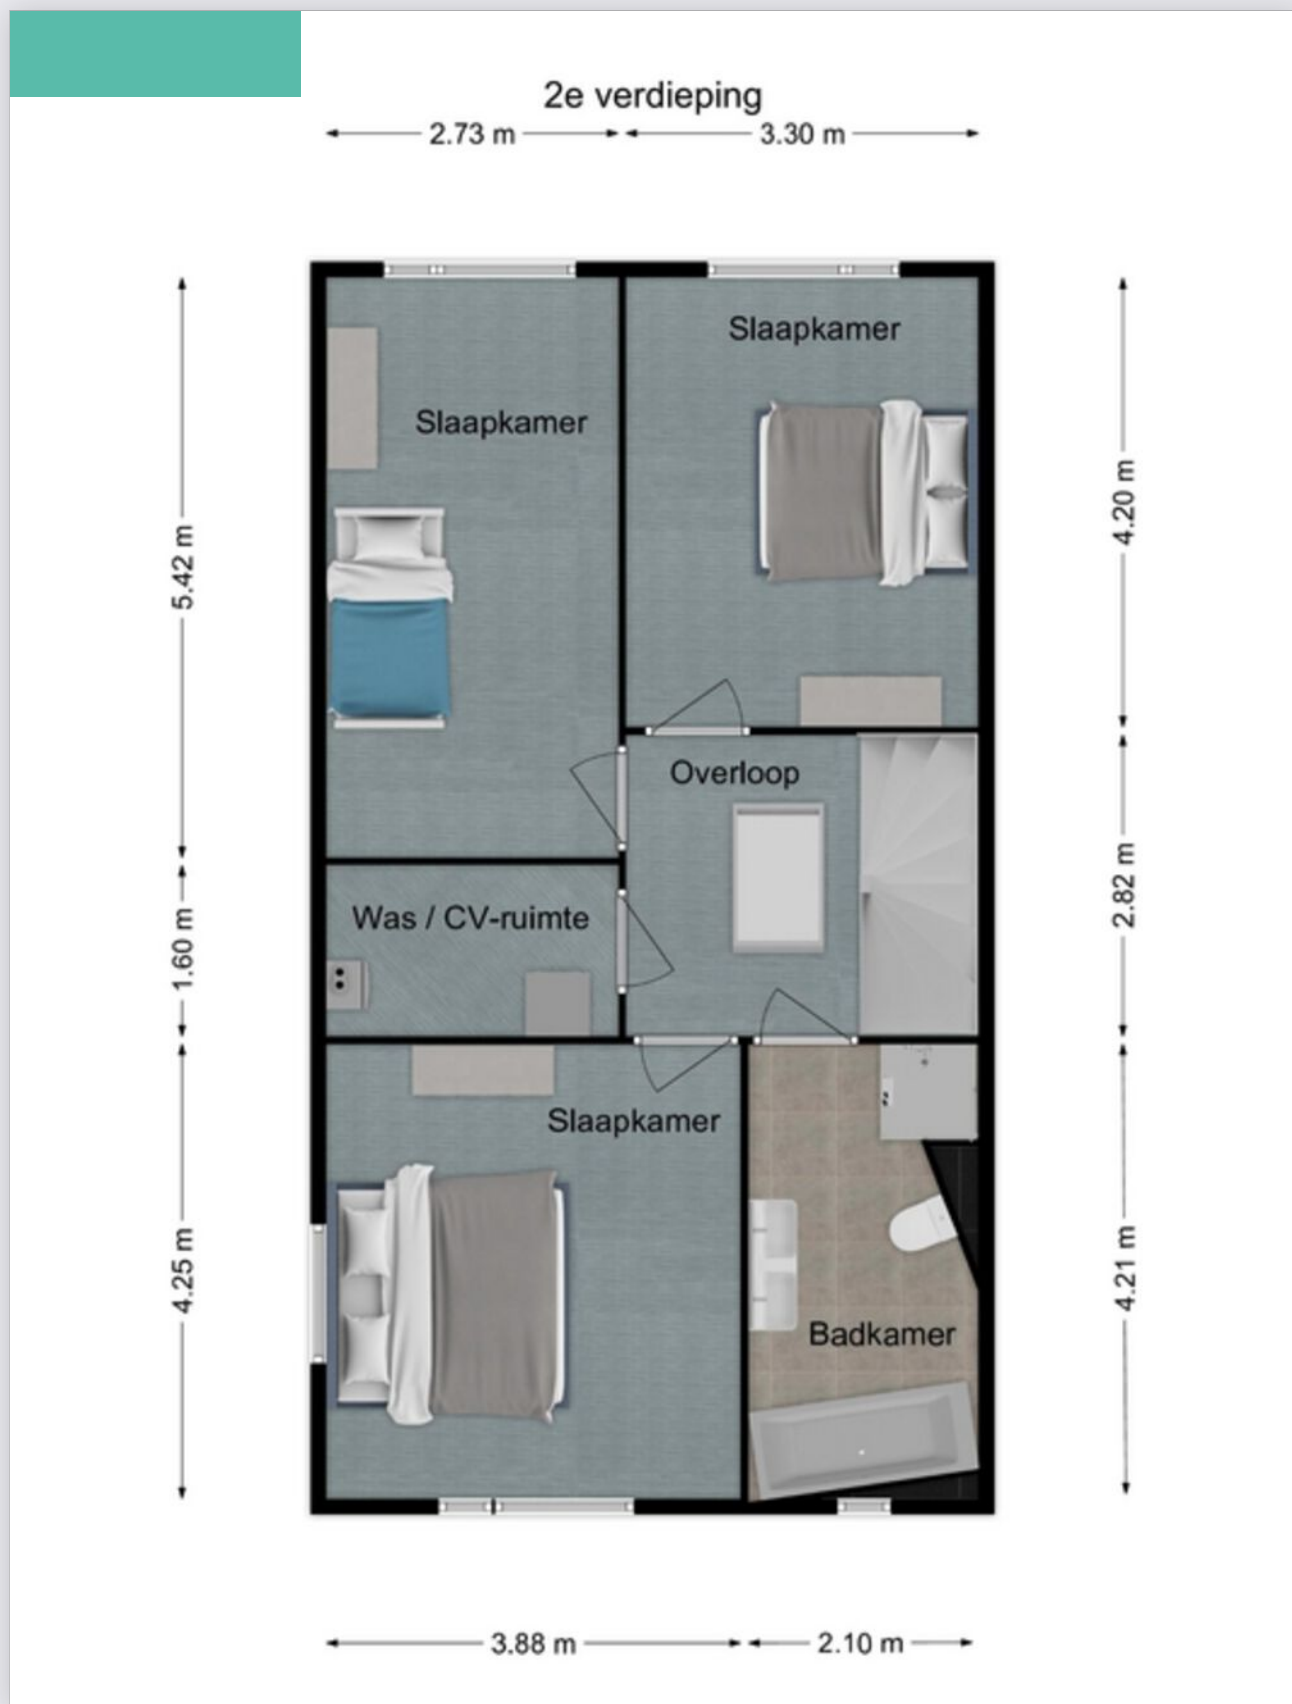 2e verdieping
2.73 m
3.30 m
Slaapkamer
Slaapkamer
5.42 m
4.20 m
Overloop
Was / CV-ruimte
1.60 m
2.82 m
Slaapkamer
4.25 m
4.21 m
Badkamer
3.88 m
2.10 m